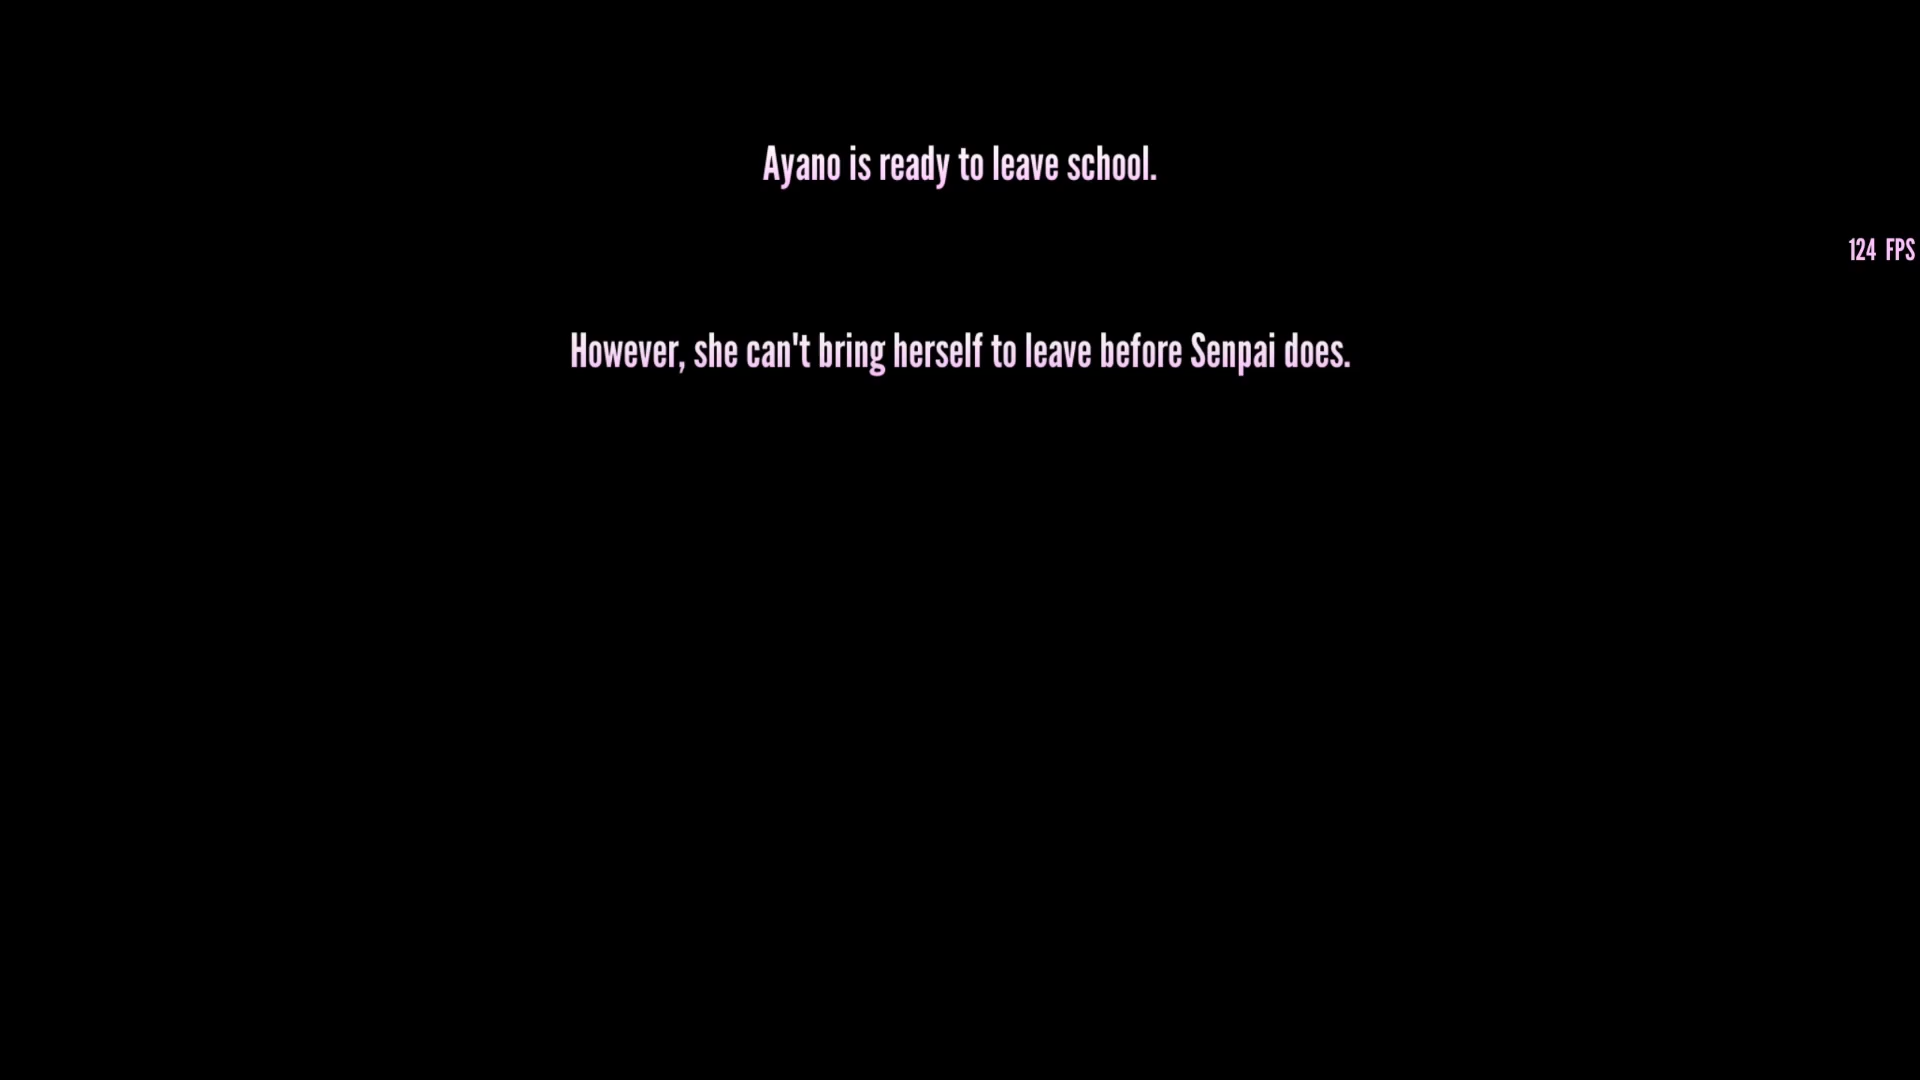 Ayano is ready to leave school.
124 FPS
However, she can't bring herself to leave before Senpai does.